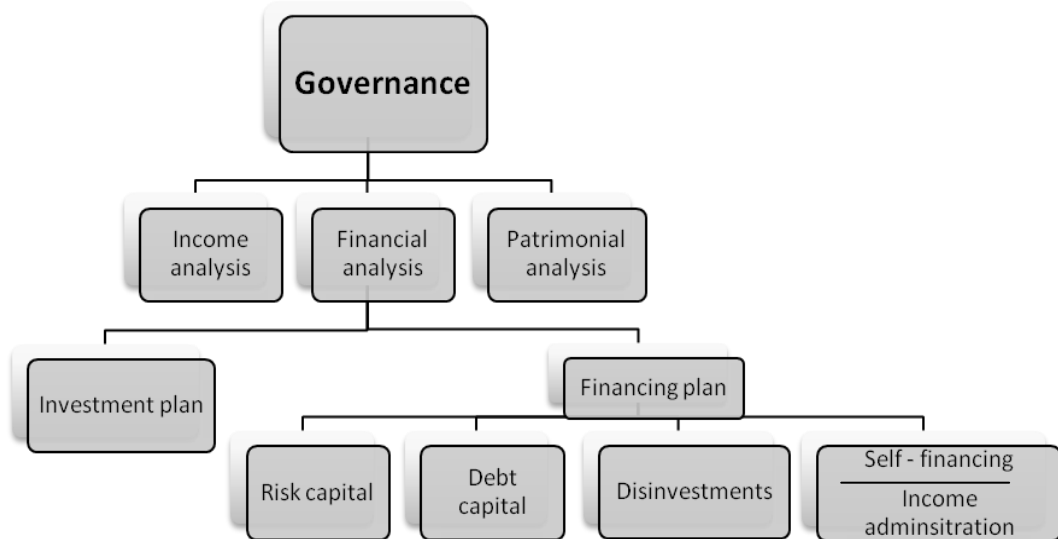 Governance
Income
analysis
Financial
analysis
Patrimonial
analysis
Investment plan
Financing plan
Risk capital
Debt
capital
Disinvestments
Self - financing
Income
adminsitration